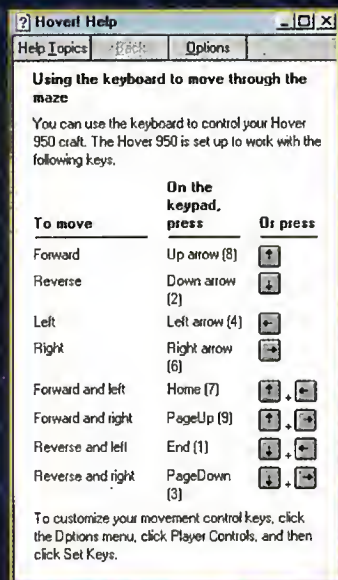 Hover! Help
Help Topics Back Options
Using the keyboard to move through the
maze
You can use the keyboard to control your Hover
950 craft. The Hover 950 is set up to work with the
following keys.
To move On the
keypad,
press Or press
Forward Up arrow (8) ↑
Reverse Down arrow
(2) ↓
Left Left arrow (4) ←
Right Right arrow
(6) →
Forward and left Home (7) ↑ + ←
Forward and right PageUp (9) ↑ + →
Reverse and left End (1) ↓ + ←
Reverse and right PageDown
(3) ↓ + →
To customize your movement control keys, click
the Options menu, click Player Controls, and then
click Set Keys.